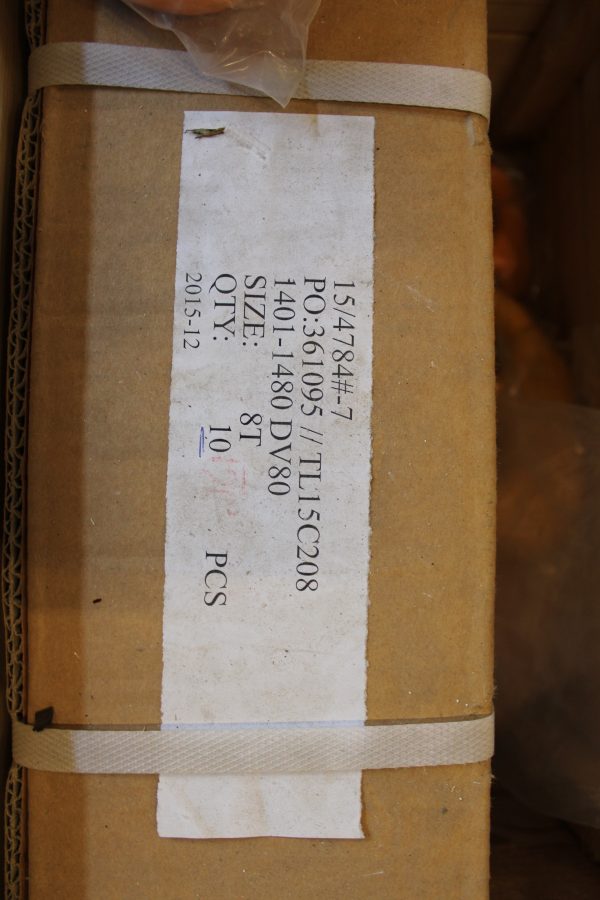 15/4784#-7
PO:361095 // TL15C208
1401-1480 DV80
SIZE: 8T
QTY: 10 PCS
2015-12